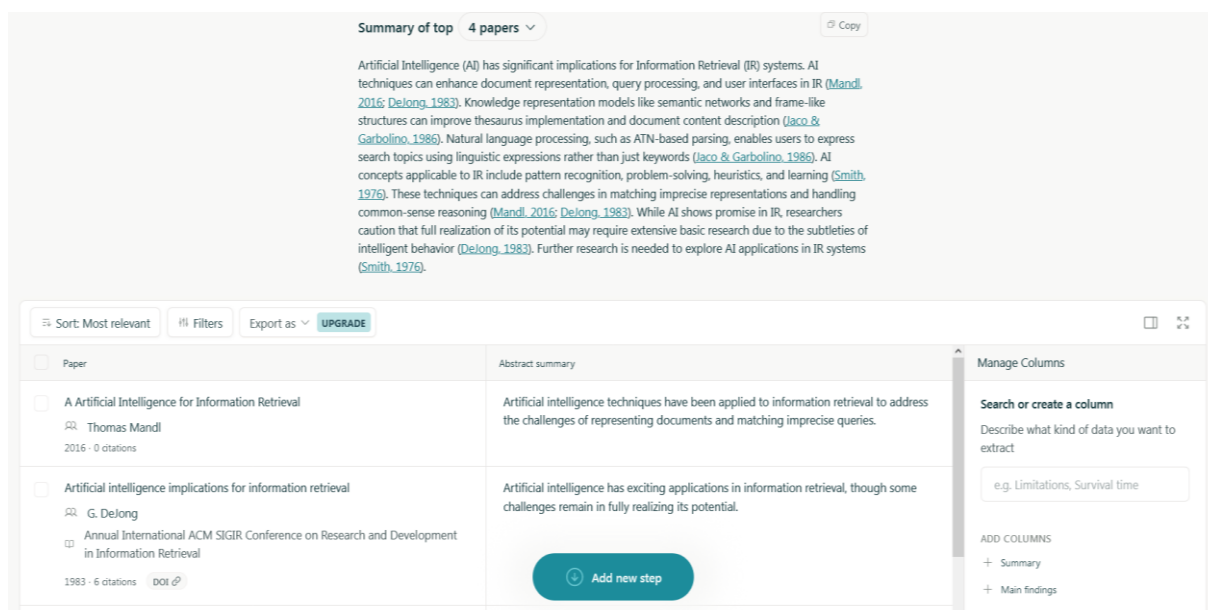 Summary of top 4 papers
Copy
Artificial Intelligence (AI) has significant implications for Information Retrieval (IR) systems. AI
techniques can enhance document representation, query processing, and user interfaces in IR (Mandl,
2016; DeJong, 1983). Knowledge representation models like semantic networks and frame-like
structures can improve thesaurus implementation and document content description (Jaco &
Garbolino, 1986). Natural language processing, such as ATN-based parsing, enables users to express
search topics using linguistic expressions rather than just keywords (Jaco & Garbolino, 1986). AI
concepts applicable to IR include pattern recognition, problem-solving, heuristics, and learning (Smith,
1976). These techniques can address challenges in matching imprecise representations and handling
common-sense reasoning (Mandl, 2016; DeJong, 1983). While AI shows promise in IR, researchers
caution that full realization of its potential may require extensive basic research due to the subtleties of
intelligent behavior (DeJong, 1983). Further research is needed to explore AI applications in IR systems
(Smith, 1976).
Sort: Most relevant
Filters
Export as
UPGRADE
Paper
Abstract summary
Manage Columns
A Artificial Intelligence for Information Retrieval
Thomas Mandl
2016 · 0 citations
Artificial intelligence techniques have been applied to information retrieval to address
the challenges of representing documents and matching imprecise queries.
Artificial intelligence implications for information retrieval
G. DeJong
Annual International ACM SIGIR Conference on Research and Development
in Information Retrieval
1983 · 6 citations DOI
Artificial intelligence has exciting applications in information retrieval, though some
challenges remain in fully realizing its potential.
Add new step
Search or create a column
Describe what kind of data you want to
extract
e.g. Limitations, Survival time
ADD COLUMNS
+ Summary
+ Main findings